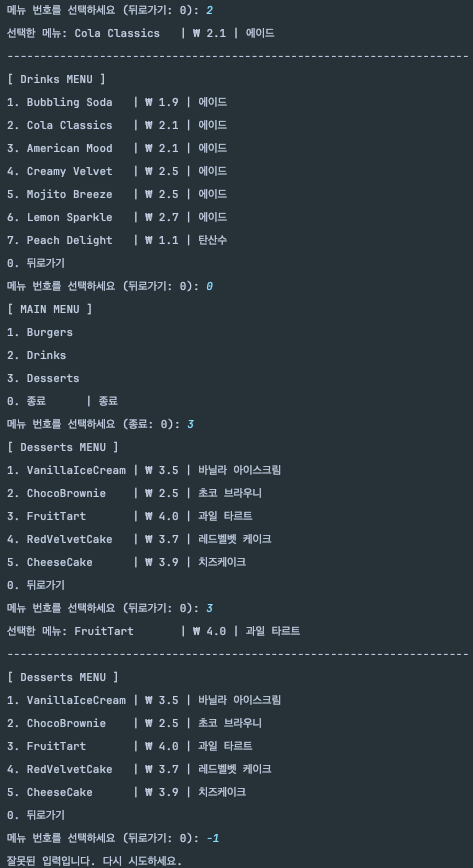 메뉴 번호를 선택하세요 (뒤로가기: 0): 2
선택한 메뉴: Cola Classics   | ₩ 2.1 | 에이드
----------------------------------------------------------------------
[ Drinks MENU ]
1. Bubbling Soda   | ₩ 1.9 | 에이드
2. Cola Classics   | ₩ 2.1 | 에이드
3. American Mood   | ₩ 2.1 | 에이드
4. Creamy Velvet   | ₩ 2.5 | 에이드
5. Mojito Breeze   | ₩ 2.5 | 에이드
6. Lemon Sparkle   | ₩ 2.7 | 에이드
7. Peach Delight   | ₩ 1.1 | 탄산수
0. 뒤로가기
메뉴 번호를 선택하세요 (뒤로가기: 0): 0
[ MAIN MENU ]
1. Burgers
2. Drinks
3. Desserts
0. 종료      | 종료
메뉴 번호를 선택하세요 (종료: 0): 3
[ Desserts MENU ]
1. VanillaIceCream | ₩ 3.5 | 바닐라 아이스크림
2. ChocoBrownie    | ₩ 2.5 | 초코 브라우니
3. FruitTart       | ₩ 4.0 | 과일 타르트
4. RedVelvetCake   | ₩ 3.7 | 레드벨벳 케이크
5. CheeseCake      | ₩ 3.9 | 치즈케이크
0. 뒤로가기
메뉴 번호를 선택하세요 (뒤로가기: 0): 3
선택한 메뉴: FruitTart       | ₩ 4.0 | 과일 타르트
----------------------------------------------------------------------
[ Desserts MENU ]
1. VanillaIceCream | ₩ 3.5 | 바닐라 아이스크림
2. ChocoBrownie    | ₩ 2.5 | 초코 브라우니
3. FruitTart       | ₩ 4.0 | 과일 타르트
4. RedVelvetCake   | ₩ 3.7 | 레드벨벳 케이크
5. CheeseCake      | ₩ 3.9 | 치즈케이크
0. 뒤로가기
메뉴 번호를 선택하세요 (뒤로가기: 0): -1
잘못된 입력입니다. 다시 시도하세요.